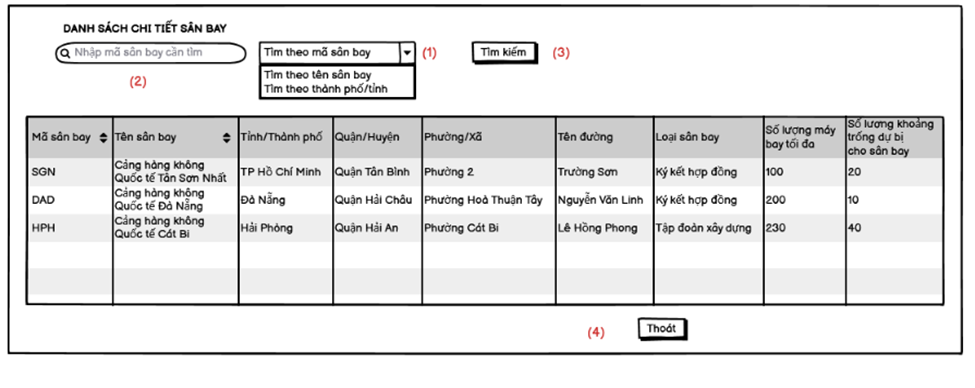 DANH SÁCH CHI TIẾT SÂN BAY
Nhập mã sân bay cần tìm
Tìm theo mã sân bay
(1)
Tìm kiếm
(3)
(2)
Tìm theo tên sân bay
Tìm theo thành phố/tỉnh
Mã sân bay
Tên sân bay
Tỉnh/Thành phố
Quận/Huyện
Phường/Xã
Tên đường
Loại sân bay
Số lượng máy
bay tối đa
Số lượng khoảng
trống dự bị
cho sân bay
SGN
Cảng hàng không
Quốc tế Tân Sơn Nhất
TP Hồ Chí Minh
Quận Tân Bình
Phường 2
Trường Sơn
Ký kết hợp đồng
100
20
DAD
Cảng hàng không
Quốc tế Đà Nẵng
Đà Nẵng
Quận Hải Châu
Phường Hoà Thuận Tây
Nguyễn Văn Linh
Ký kết hợp đồng
200
10
HPH
Cảng hàng không
Quốc tế Cát Bi
Hải Phòng
Quận Hải An
Phường Cát Bi
Lê Hồng Phong
Tập đoàn xây dựng
230
40
(4)
Thoát